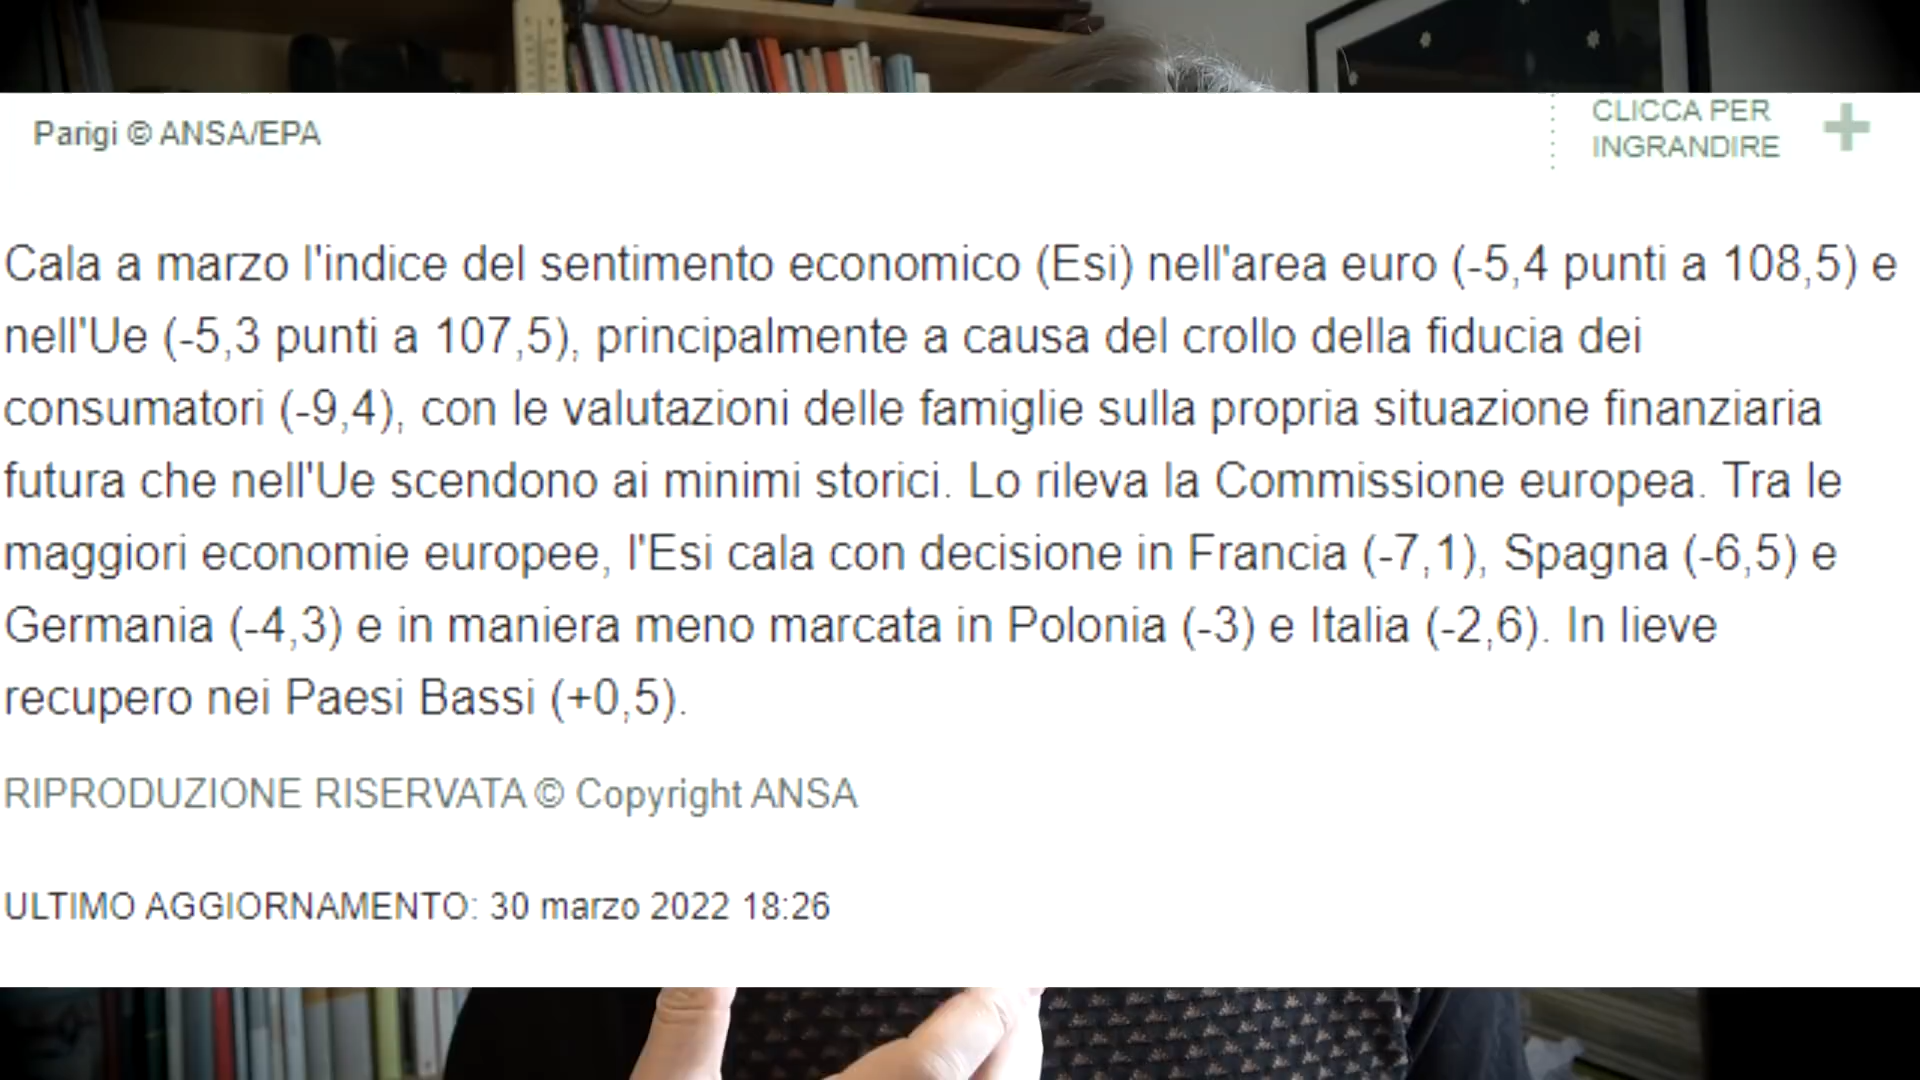 Parigi © ANSA/EPA
CLICCA PER
INGRANDIRE
Cala a marzo l'indice del sentimento economico (Esi) nell'area euro (-5,4 punti a 108,5) e
nell'Ue (-5,3 punti a 107,5), principalmente a causa del crollo della fiducia dei
consumatori (-9,4), con le valutazioni delle famiglie sulla propria situazione finanziaria
futura che nell'Ue scendono ai minimi storici. Lo rileva la Commissione europea. Tra le
maggiori economie europee, l'Esi cala con decisione in Francia (-7,1), Spagna (-6,5) e
Germania (-4,3) e in maniera meno marcata in Polonia (-3) e Italia (-2,6). In lieve
recupero nei Paesi Bassi (+0,5).
RIPRODUZIONE RISERVATA © Copyright ANSA
ULTIMO AGGIORNAMENTO: 30 marzo 2022 18:26